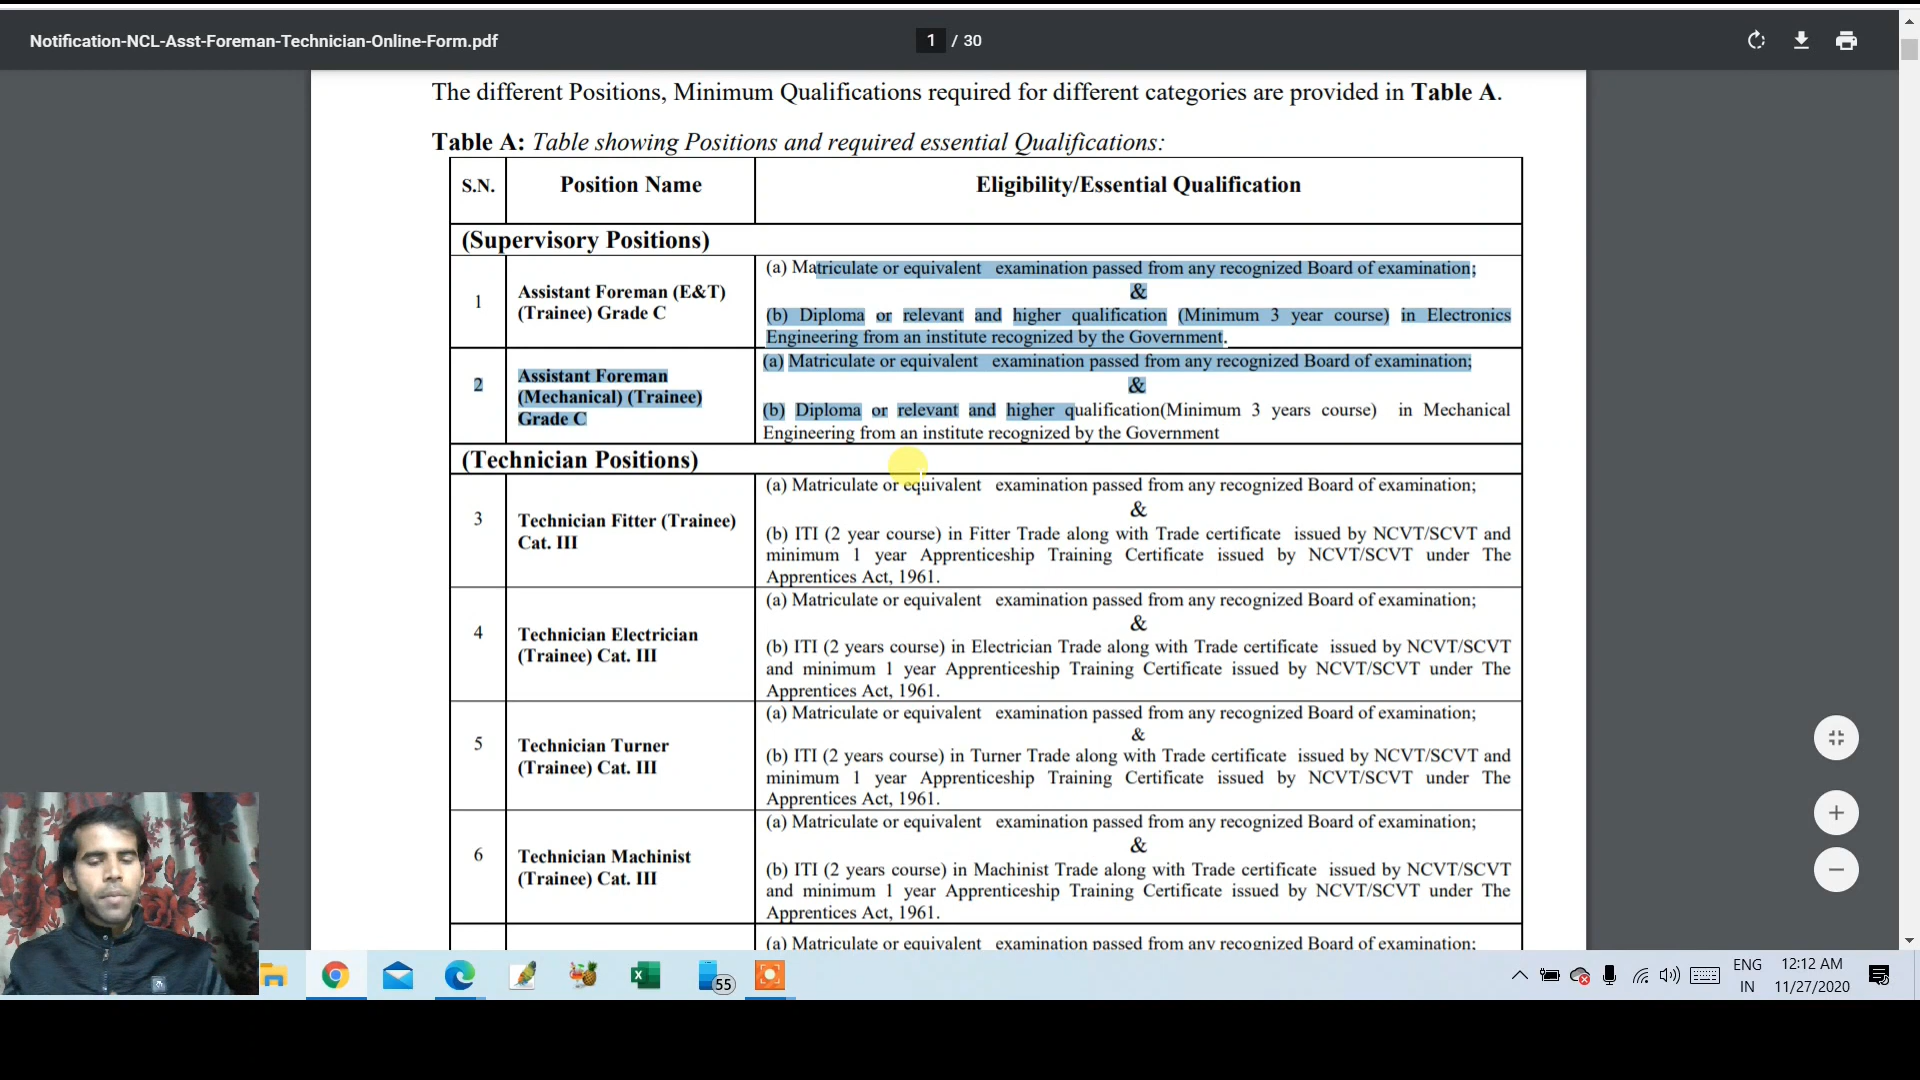 Notification-NCL-Asst-Foreman-Technician-Online-Form.pdf
1 / 30
The different Positions, Minimum Qualifications required for different categories are provided in Table A.
Table A: Table showing Positions and required essential Qualifications:
S.N.
Position Name
Eligibility/Essential Qualification
(Supervisory Positions)
1
Assistant Foreman (E&T)
(Trainee) Grade C
(a) Matriculate or equivalent examination passed from any recognized Board of examination;
&
(b) Diploma or relevant and higher qualification (Minimum 3 year course) in Electronics
Engineering from an institute recognized by the Government.
2
Assistant Foreman
(Mechanical) (Trainee)
Grade C
(a) Matriculate or equivalent examination passed from any recognized Board of examination;
&
(b) Diploma or relevant and higher qualification(Minimum 3 years course) in Mechanical
Engineering from an institute recognized by the Government
(Technician Positions)
3
Technician Fitter (Trainee)
Cat. III
(a) Matriculate or equivalent examination passed from any recognized Board of examination;
&
(b) ITI (2 year course) in Fitter Trade along with Trade certificate issued by NCVT/SCVT and
minimum 1 year Apprenticeship Training Certificate issued by NCVT/SCVT under The
Apprentices Act, 1961.
4
Technician Electrician
(Trainee) Cat. III
(a) Matriculate or equivalent examination passed from any recognized Board of examination;
&
(b) ITI (2 years course) in Electrician Trade along with Trade certificate issued by NCVT/SCVT
and minimum 1 year Apprenticeship Training Certificate issued by NCVT/SCVT under The
Apprentices Act, 1961.
5
Technician Turner
(Trainee) Cat. III
(a) Matriculate or equivalent examination passed from any recognized Board of examination;
&
(b) ITI (2 years course) in Turner Trade along with Trade certificate issued by NCVT/SCVT and
minimum 1 year Apprenticeship Training Certificate issued by NCVT/SCVT under The
Apprentices Act, 1961.
6
Technician Machinist
(Trainee) Cat. III
(a) Matriculate or equivalent examination passed from any recognized Board of examination;
&
(b) ITI (2 years course) in Machinist Trade along with Trade certificate issued by NCVT/SCVT
and minimum 1 year Apprenticeship Training Certificate issued by NCVT/SCVT under The
Apprentices Act, 1961.
(a) Matriculate or equivalent examination passed from any recognized Board of examination;
55
ENG
IN
12:12 AM
11/27/2020